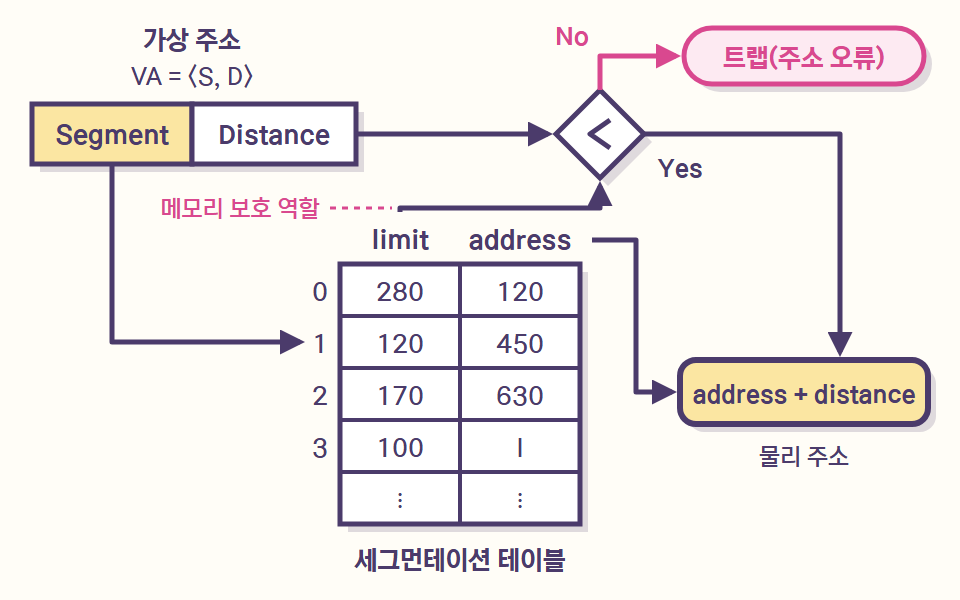 가상 주소
VA = ⟨S, D⟩
Segment Distance
No
트랩(주소 오류)
<
Yes
메모리 보호 역할
limit address
0 280 120
1 120 450
2 170 630
3 100 I
⋮ ⋮
세그먼테이션 테이블
address + distance
물리 주소